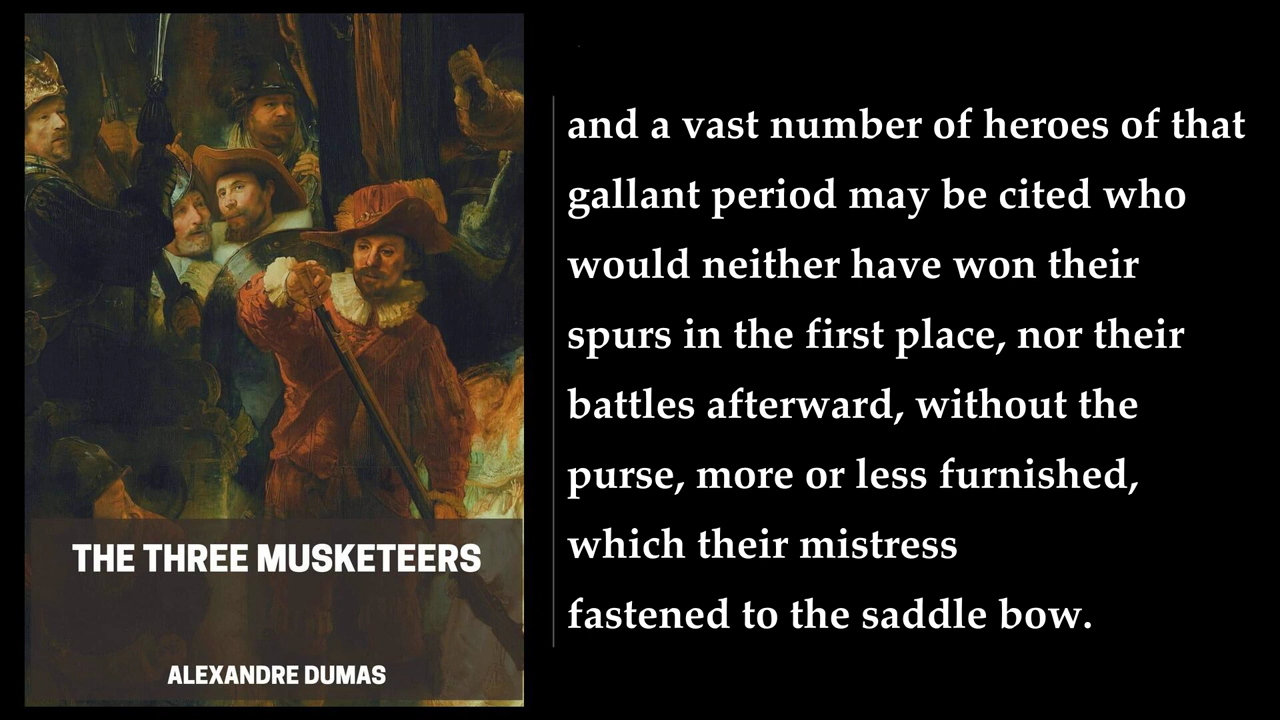 THE THREE MUSKETEERS
ALEXANDRE DUMAS
and a vast number of heroes of that
gallant period may be cited who
would neither have won their
spurs in the first place, nor their
battles afterward, without the
purse, more or less furnished,
which their mistress
fastened to the saddle bow.